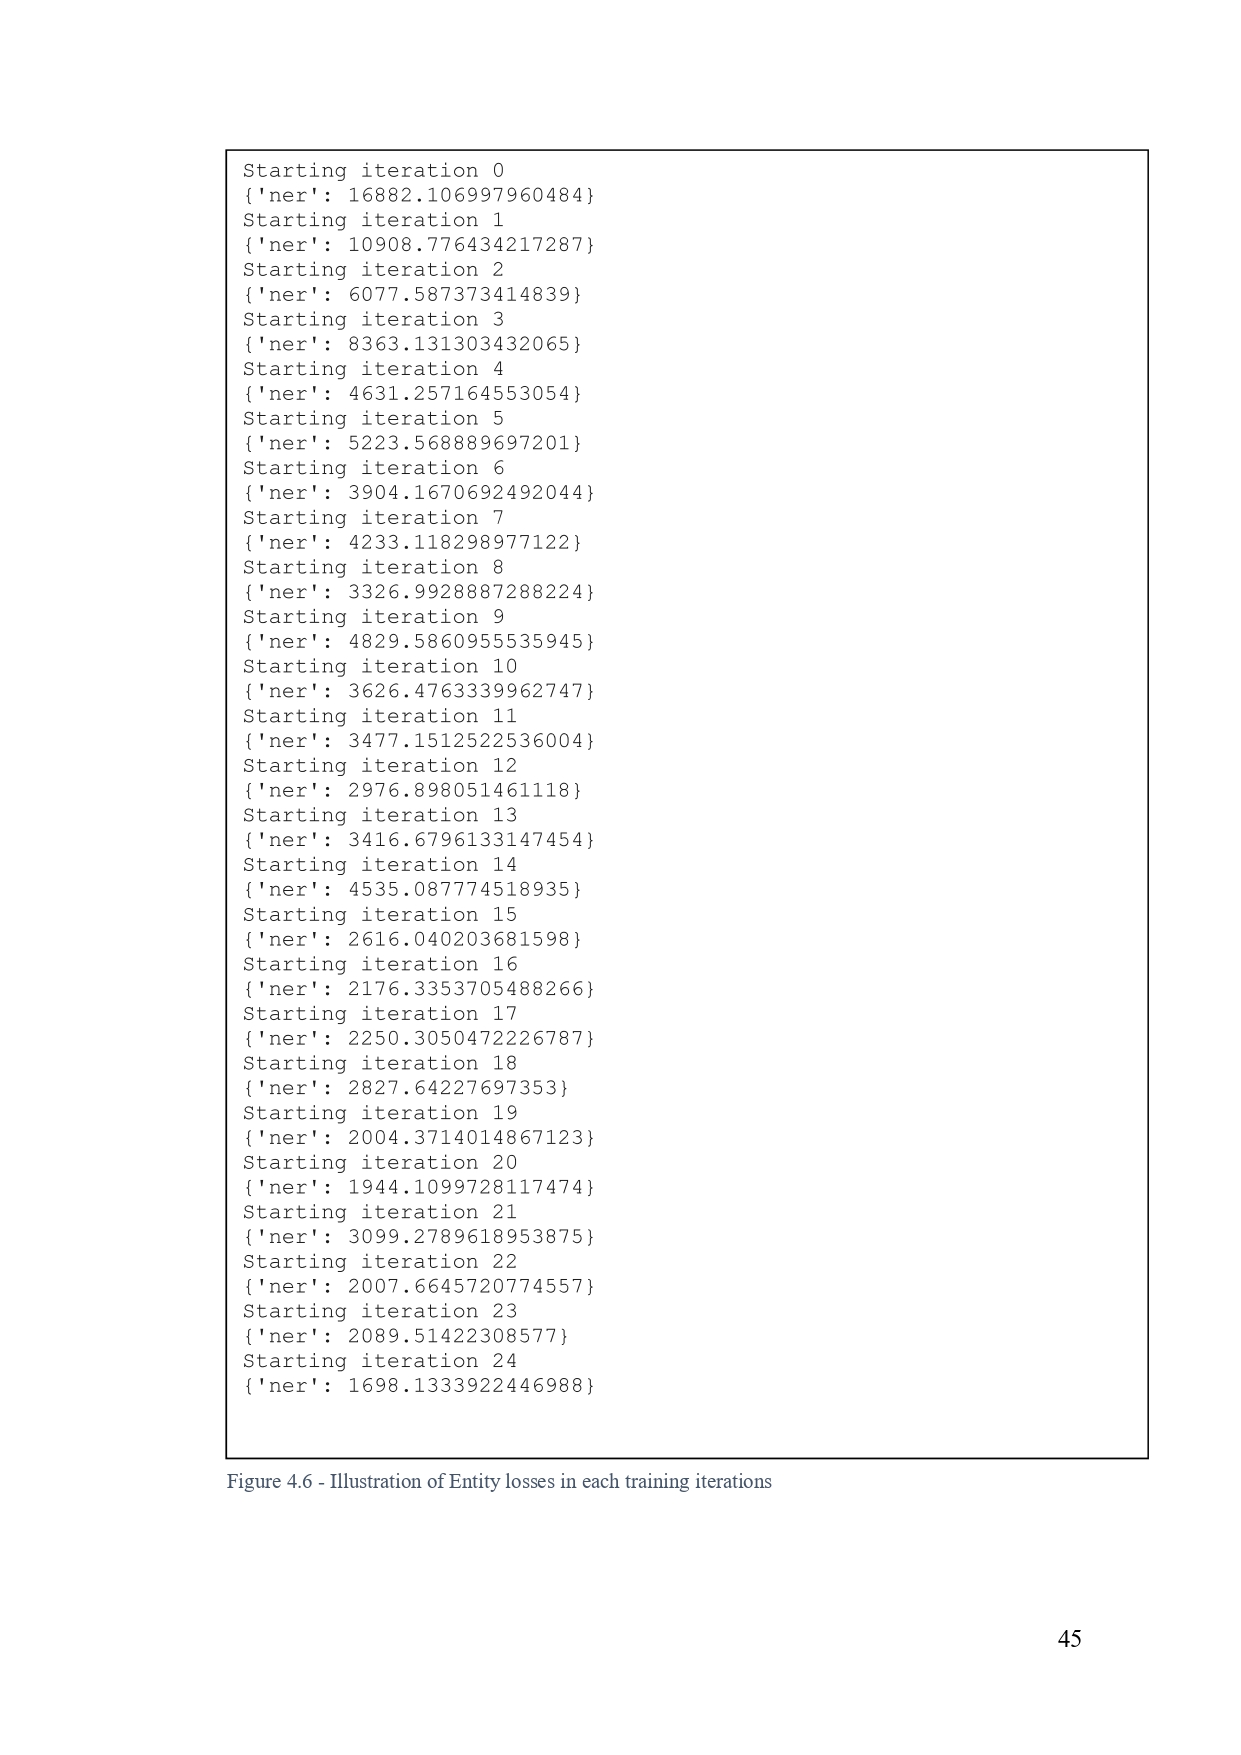 Starting iteration 0
{'ner': 16882.106997960484}
Starting iteration 1
{'ner': 10908.776434217287}
Starting iteration 2
{'ner': 6077.587373414839}
Starting iteration 3
{'ner': 8363.131303432065}
Starting iteration 4
{'ner': 4631.257164553054}
Starting iteration 5
{'ner': 5223.568889697201}
Starting iteration 6
{'ner': 3904.1670692492044}
Starting iteration 7
{'ner': 4233.118298977122}
Starting iteration 8
{'ner': 3326.9928887288224}
Starting iteration 9
{'ner': 4829.5860955535945}
Starting iteration 10
{'ner': 3626.4763339962747}
Starting iteration 11
{'ner': 3477.1512522536004}
Starting iteration 12
{'ner': 2976.898051461118}
Starting iteration 13
{'ner': 3416.6796133147454}
Starting iteration 14
{'ner': 4535.087774518935}
Starting iteration 15
{'ner': 2616.040203681598}
Starting iteration 16
{'ner': 2176.3353705488266}
Starting iteration 17
{'ner': 2250.3050472226787}
Starting iteration 18
{'ner': 2827.64227697353}
Starting iteration 19
{'ner': 2004.3714014867123}
Starting iteration 20
{'ner': 1944.1099728117474}
Starting iteration 21
{'ner': 3099.2789618953875}
Starting iteration 22
{'ner': 2007.6645720774557}
Starting iteration 23
{'ner': 2089.51422308577}
Starting iteration 24
{'ner': 1698.1333922446988}
Figure 4.6 - Illustration of Entity losses in each training iterations
45